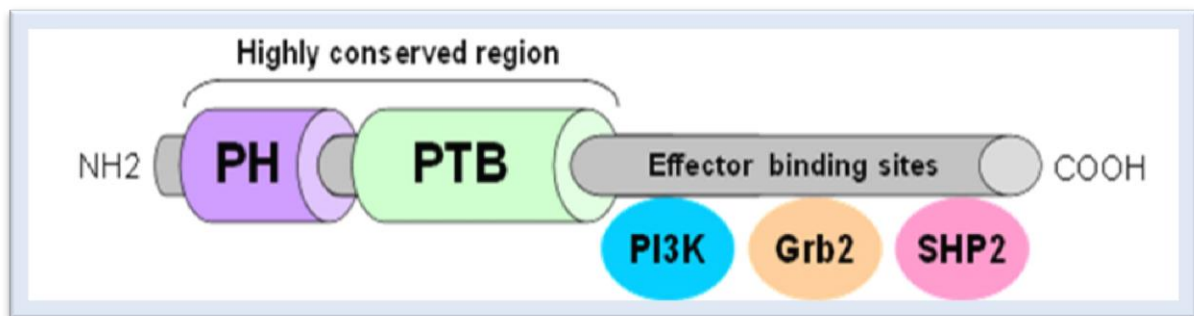 Highly conserved region
NH2 PH PTB Effector binding sites COOH
PI3K Grb2 SHP2